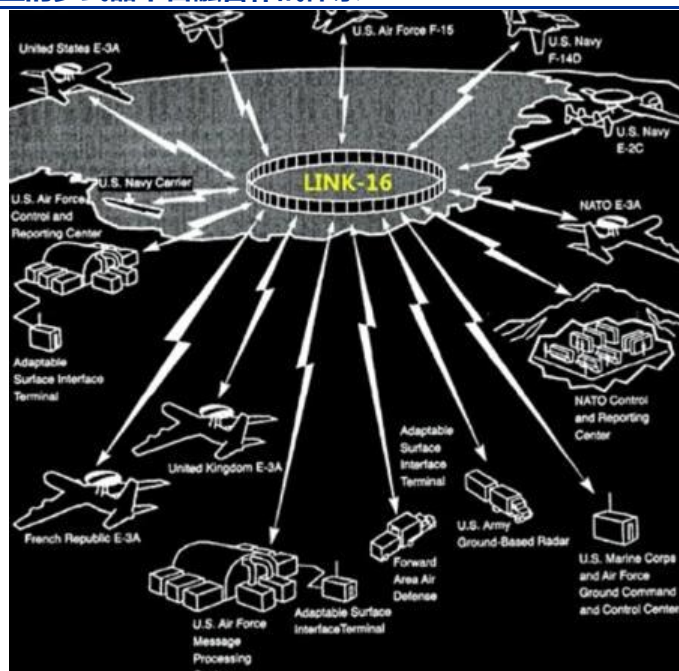 U.S. Air Force F-15
United States E-3A
U.S. Navy
F-14D
U.S. Navy
E-2C
LINK-16
U.S. Navy Carrier
U.S. Air Force
Control and
Reporting Center
NATO E-3A
Adaptable
Surface Interface
Terminal
NATO Control
and Reporting
Center
United Kingdom E-3A
Adaptable
Surface
Interface
Terminal
French Republic E-3A
U.S. Army
Ground-Based Radar
Forward
Area Air
Defense
U.S. Marine Corps
and Air Force
Ground Command
and Control Center
Adaptable Surface
Interface Terminal
U.S. Air Force
Message
Processing